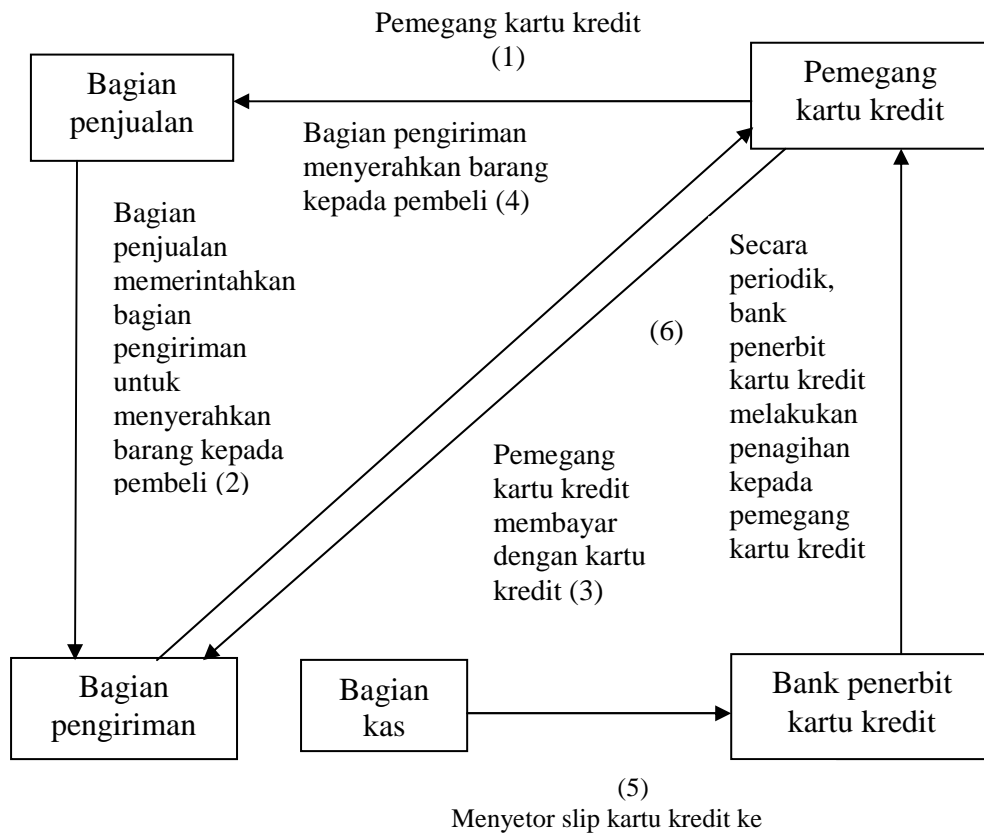 Pemegang kartu kredit
(1)
Bagian
penjualan
Pemegang
kartu kredit
Bagian pengiriman
menyerahkan barang
kepada pembeli (4)
Bagian
penjualan
memerintahkan
bagian
pengiriman
untuk
menyerahkan
barang kepada
pembeli (2)
Secara
periodik,
bank
penerbit
kartu kredit
melakukan
penagihan
kepada
pemegang
kartu kredit
(6)
Pemegang
kartu kredit
membayar
dengan kartu
kredit (3)
Bagian
pengiriman
Bagian
kas
Bank penerbit
kartu kredit
(5)
Menyetor slip kartu kredit ke